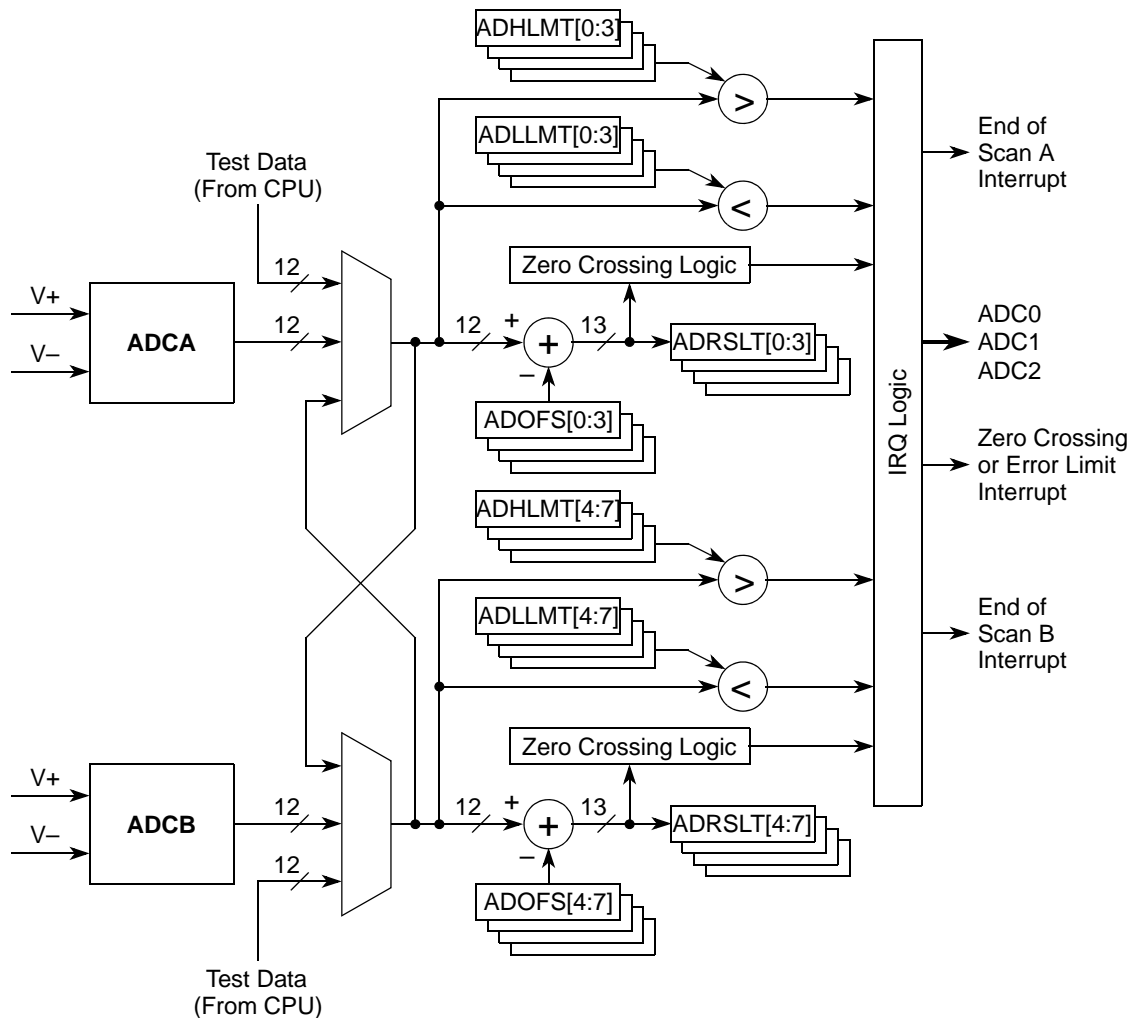 ADHLMT[0:3]
>
ADLLMT[0:3]
<
Test Data
(From CPU)
End of
Scan A
Interrupt
Zero Crossing Logic
12
V+
ADCA
12
V–
12
+
+
–
13
ADRSLT[0:3]
ADOFS[0:3]
IRQ Logic
ADC0
ADC1
ADC2
Zero Crossing
or Error Limit
Interrupt
ADHLMT[4:7]
>
ADLLMT[4:7]
<
End of
Scan B
Interrupt
Zero Crossing Logic
V+
ADCB
12
V–
12
12
+
+
–
13
ADRSLT[4:7]
ADOFS[4:7]
Test Data
(From CPU)